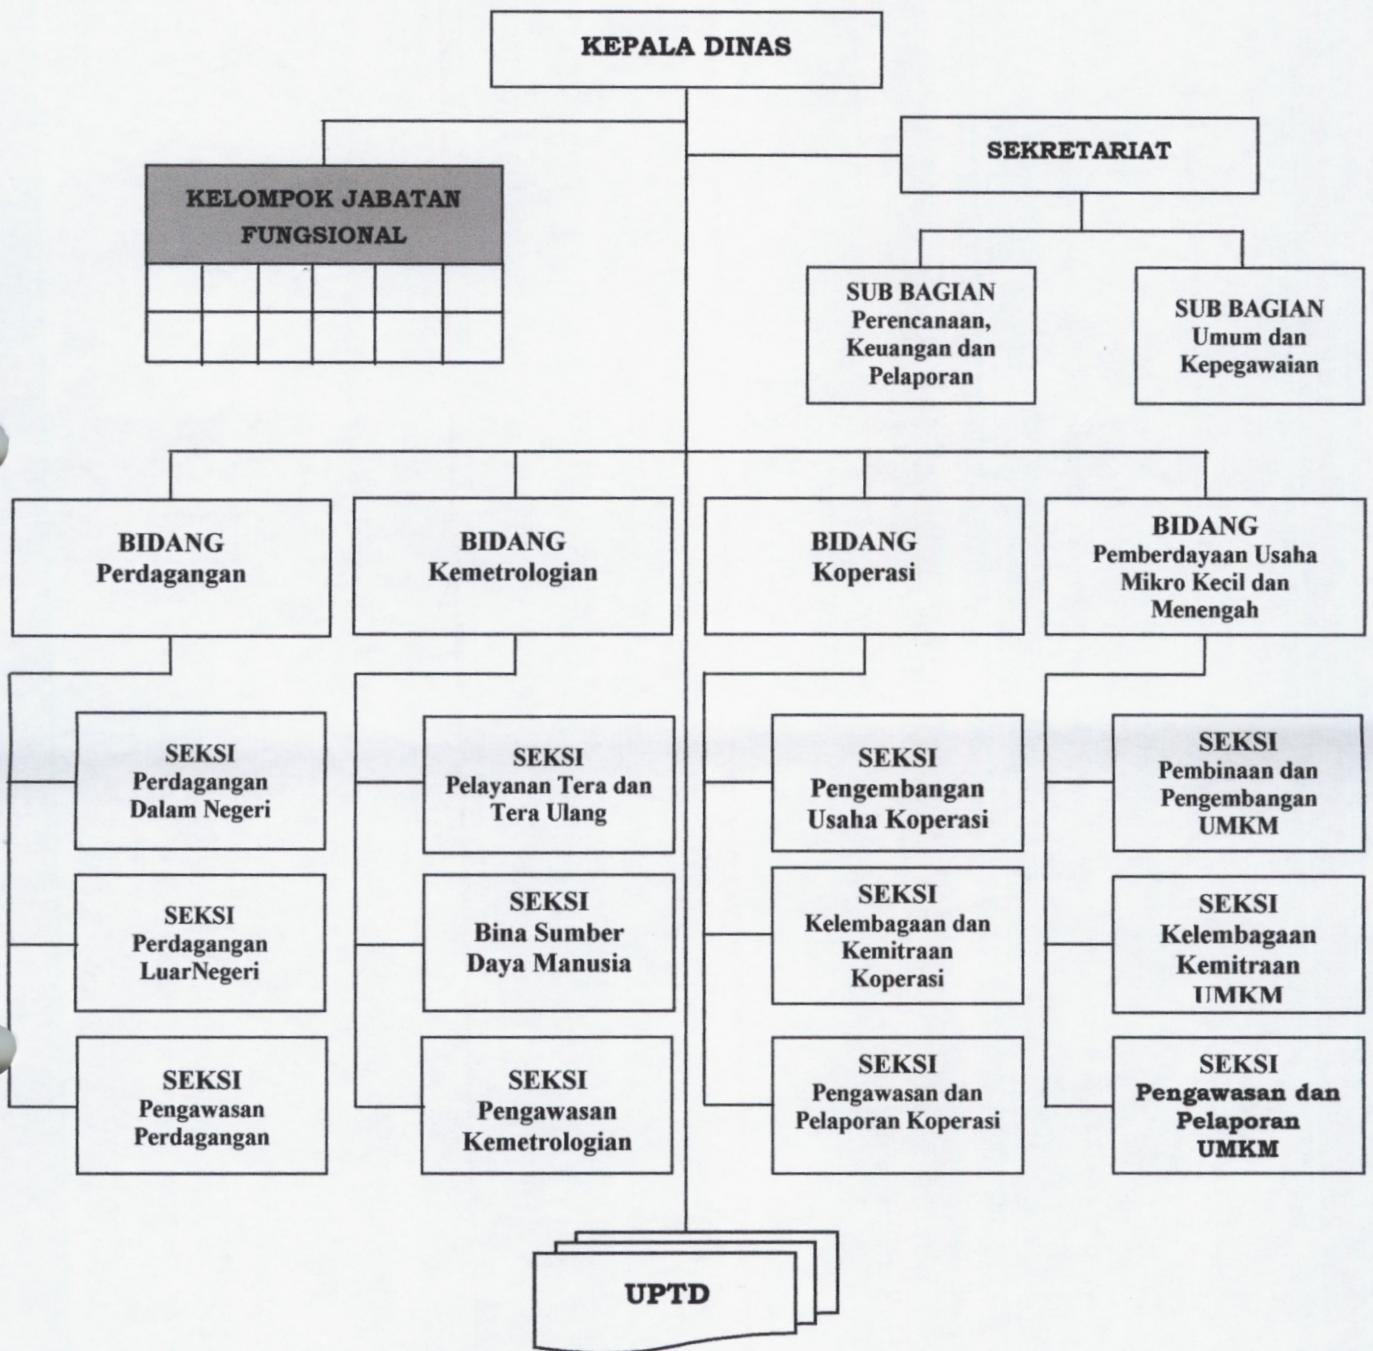 KEPALA DINAS
SEKRETARIAT
KELOMPOK JABATAN
FUNGSIONAL
SUB BAGIAN
Perencanaan,
Keuangan dan
Pelaporan
SUB BAGIAN
Umum dan
Kepegawaian
BIDANG
Perdagangan
BIDANG
Kemetrologian
BIDANG
Koperasi
BIDANG
Pemberdayaan Usaha
Mikro Kecil dan
Menengah
SEKSI
Perdagangan
Dalam Negeri
SEKSI
Pelayanan Tera dan
Tera Ulang
SEKSI
Pengembangan
Usaha Koperasi
SEKSI
Pembinaan dan
Pengembangan
UMKM
SEKSI
Perdagangan
LuarNegeri
SEKSI
Bina Sumber
Daya Manusia
SEKSI
Kelembagaan dan
Kemitraan
Koperasi
SEKSI
Kelembagaan
Kemitraan
UMKM
SEKSI
Pengawasan
Perdagangan
SEKSI
Pengawasan
Kemetrologian
SEKSI
Pengawasan dan
Pelaporan Koperasi
SEKSI
Pengawasan dan
Pelaporan
UMKM
UPTD